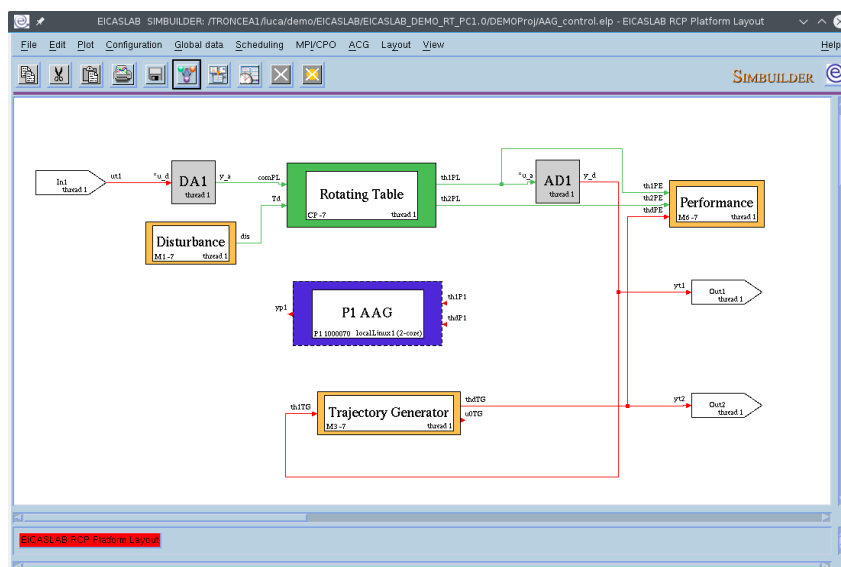 EICASLAB SIMBUILDER: /TRONCEA1/luca/demo/EICASLAB/EICASLAB_DEMO_RT_PC1.0/DEMOProj/AAG_control.elp - EICASLAB RCP Platform Layout
File Edit Plot Configuration Global data Scheduling MPI/CPO ACG Layout View Help
SIMBUILDER
In1
thread 1
ut1
*u_d
DA1
thread 1
y_a
comPL
Td
Rotating Table
CP -7 thread 1
th1PL
th2PL
*u_a
AD1
thread 1
y_d
th1PE
th2PE
thdPE
Performance
M6 -7 thread 1
Disturbance
M1 -7 thread 1
dis
yp1
P1 AAG
P1 1000070 localLinux1 (2-core)
th1P1
thdP1
yt1
Out1
thread 1
th1TG
Trajectory Generator
M3 -7 thread 1
thdTG
u0TG
yt2
Out2
thread 1
EICASLAB RCP Platform Layout